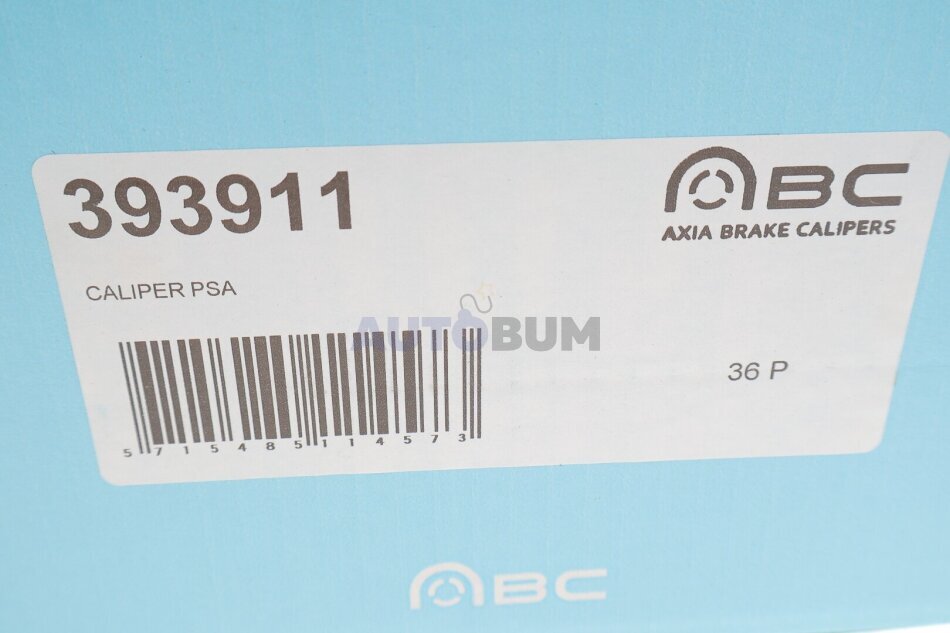 393911
ABC
AXIA BRAKE CALIPERS
CALIPER PSA
AUTOBUM
36 P
5715485114573
ABC